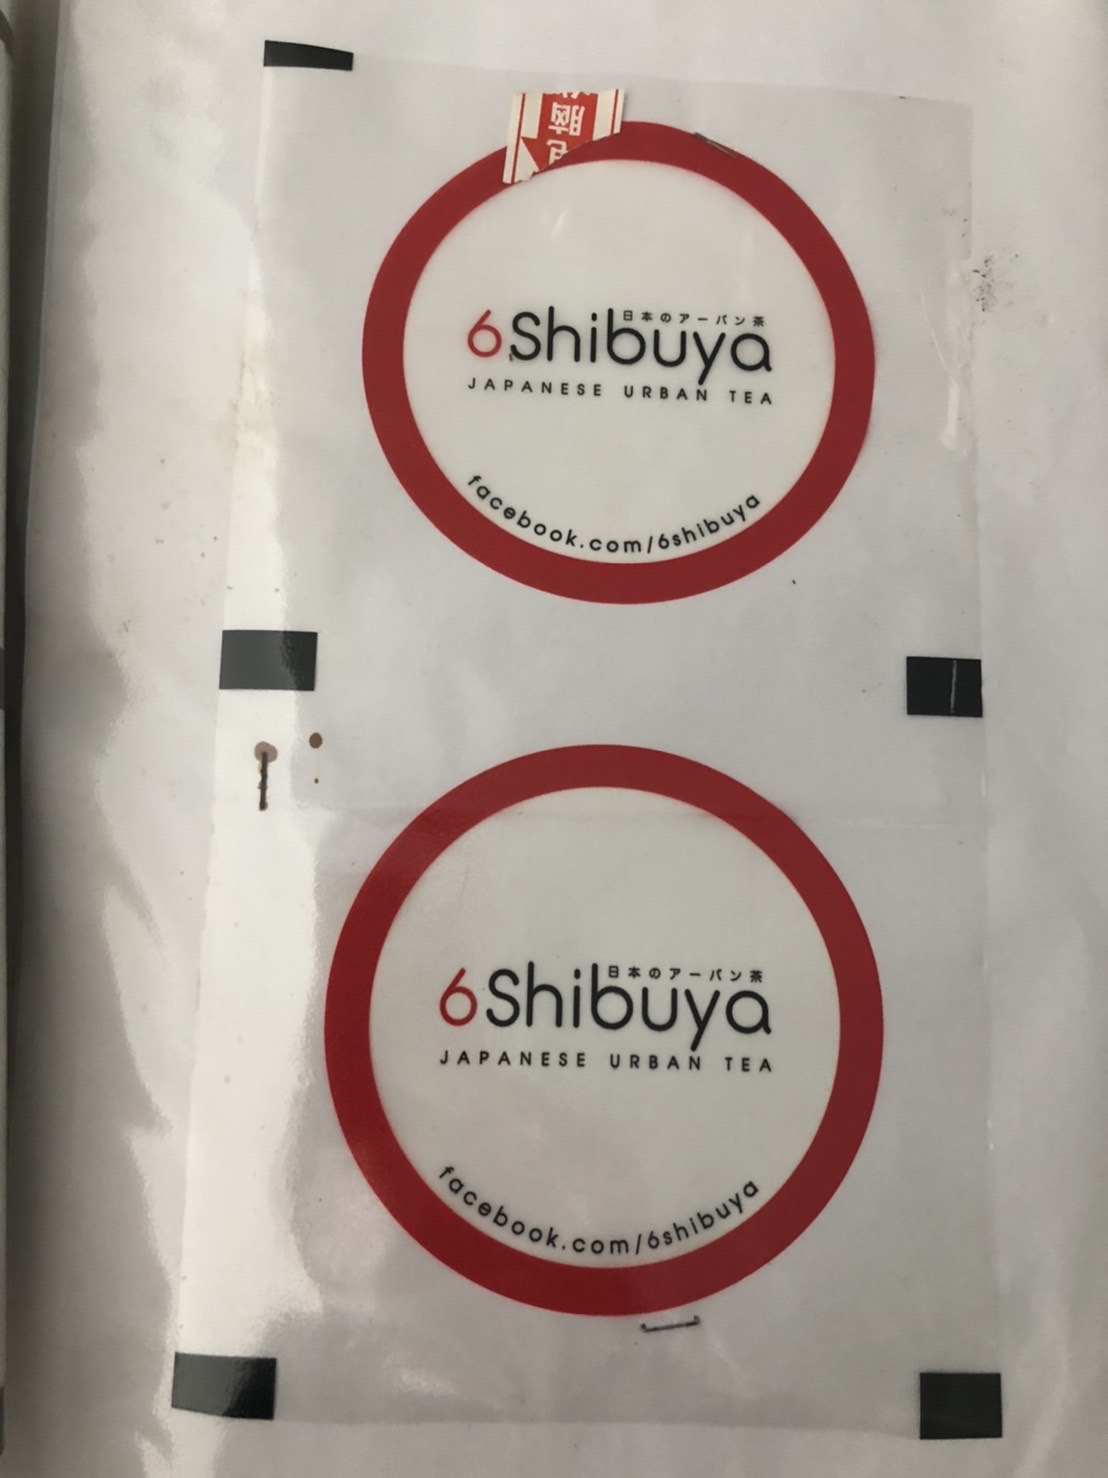 日本のアーバン茶
6Shibuya
JAPANESE URBAN TEA
facebook.com/6shibuya
日本のアーバン茶
6Shibuya
JAPANESE URBAN TEA
facebook.com/6shibuya